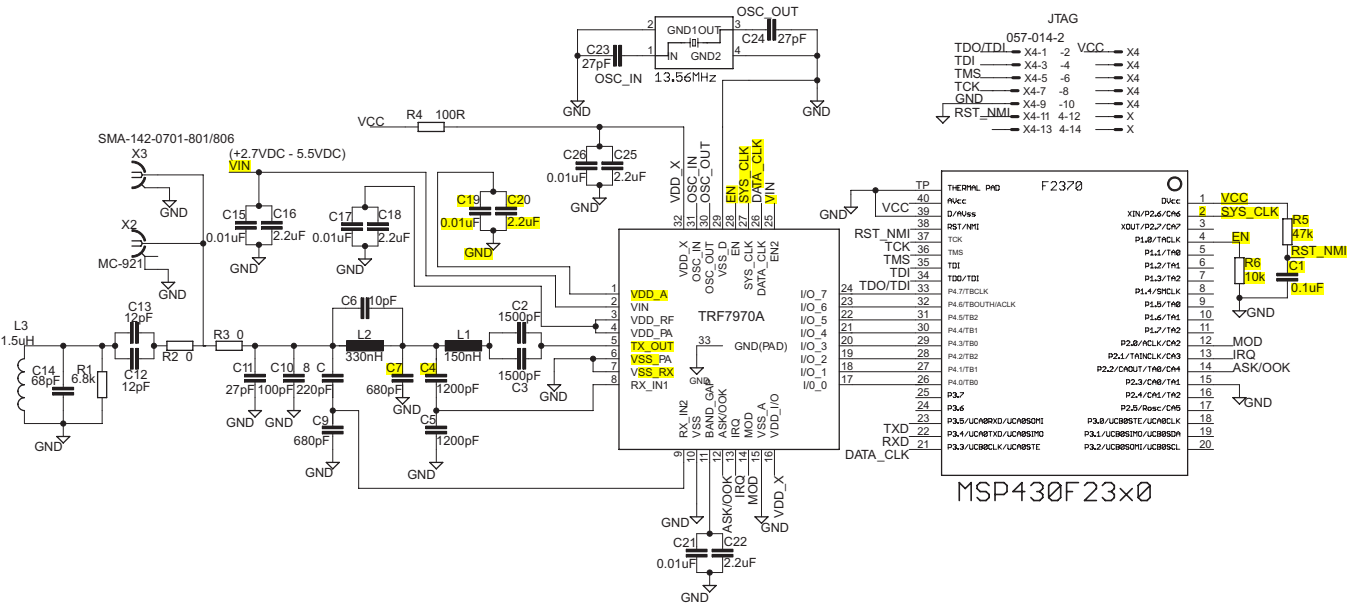 OSC_OUT
C24 27pF
C23
27pF
OSC_IN
2 GND1 OUT 3
1 IN GND2 4
13.56MHz
GND
GND
JTAG
057-014-2
TDO/TDI X4-1 -2 VCC X4
TDI X4-3 -4 X4
TMS X4-5 -6 X4
TCK X4-7 -8 X4
GND X4-9 -10 X4
RST_NMI X4-11 4-12 X
X4-13 4-14 X
VCC
R4 100R
SMA-142-0701-801/806
X3
GND
X2
MC-921
GND
(+2.7VDC - 5.5VDC)
VIN
C15 C16
0.01uF 2.2uF
GND
C17 C18
0.01uF 2.2uF
GND
C19 C20
0.01uF 2.2uF
GND
C26 C25
0.01uF 2.2uF
GND
VDD_X
OSC_IN
OSC_OUT
EN
SYS_CLK
DATA_CLK
VIN
32 31 30 29 28 27 26 25
VDD_X
OSC_IN
OSC_OUT
VSS_D
EN
SYS_CLK
DATA_CLK
EN2
TRF7970A
1 VDD_A
2 VIN
3 VDD_RF
4 VDD_PA
5 TX_OUT
6 VSS_PA
7 VSS_RX
8 RX_IN1
33 GND(PAD)
GND
I/O_7 24
I/O_6 23
I/O_5 22
I/O_4 21
I/O_3 20
I/O_2 19
I/O_1 18
I/O_0 17
RX_IN2
VSS
BAND_GAP
ASK/OOK
IRQ
MOD
VSS_A
VDD_I/O
9 10 11 12 13 14 15 16
GND
ASK/OOK
IRQ
MOD
GND
VDD_X
C21 C22
0.01uF 2.2uF
GND
L3
1.5uH
C14
68pF
R1
6.8k
GND
C13
12pF
C12
12pF
R2 0
R3 0
C11
27pF
GND
C10
100pF
GND
8 C
220pF
C9
680pF
GND
C6 10pF
L2
330nH
C7
680pF
GND
L1
150nH
C4
1200pF
C5
1200pF
GND
C2
1500pF
C3
1500pF
GND
F2370
GND
TP THERMAL PAD
40 AVcc
VCC 39 D/AVss
RST_NMI 38 RST/NMI
TCK 37 TCK
TMS 36 TMS
TDI 35 TDI
TDO/TDI 34 TDO/TDI
33 P4.7/TBCLK
32 P4.6/TBOUTH/ACLK
31 P4.5/TB2
30 P4.4/TB1
29 P4.3/TB0
28 P4.2/TB2
27 P4.1/TB1
26 P4.0/TB0
25 P3.7
24 P3.6
TXD 23 P3.5/UCA0RXD/UCA0SOMI
RXD 22 P3.4/UCA0TXD/UCA0SIMO
DATA_CLK 21 P3.3/UCB0CLK/UCA0STE
DVcc 1 VCC
XIN/P2.6/CA6 2 SYS_CLK
XOUT/P2.7/CA7 3
P1.0/TACLK 4 EN
P1.1/TA0 5
P1.2/TA1 6
P1.3/TA2 7
P1.4/SMCLK 8
P1.5/TA0 9
P1.6/TA1 10
P1.7/TA2 11
P2.0/ACLK/CA2 12 MOD
P2.1/TAINCLK/CA3 13 IRQ
P2.2/CAOUT/TA0/CA4 14 ASK/OOK
P2.3/CA0/TA1 15 GND
P2.4/CA1/TA2 16
P2.5/Rosc/CA5 17
P3.0/UCB0STE/UCA0CLK 18
P3.1/UCB0SIMO/UCB0SDA 19
P3.2/UCB0SOMI/UCB0SCL 20
R5
47k
RST_NMI
R6
10k
C1
0.1uF
GND
MSP430F23x0